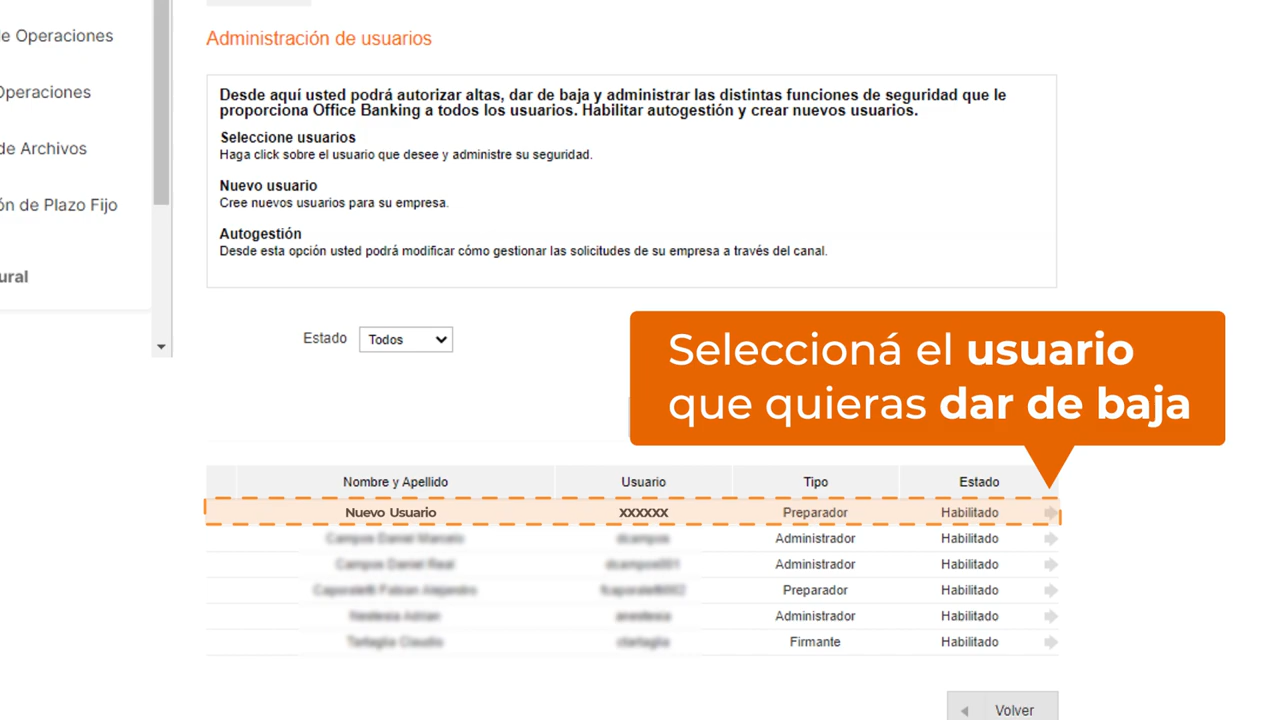 e Operaciones
Operaciones
de Archivos
ón de Plazo Fijo
ural
Administración de usuarios
Desde aquí usted podrá autorizar altas, dar de baja y administrar las distintas funciones de seguridad que le
proporciona Office Banking a todos los usuarios. Habilitar autogestión y crear nuevos usuarios.
Seleccione usuarios
Haga click sobre el usuario que desee y administre su seguridad.
Nuevo usuario
Cree nuevos usuarios para su empresa.
Autogestión
Desde esta opción usted podrá modificar cómo gestionar las solicitudes de su empresa a través del canal.
Estado Todos
Seleccioná el usuario
que quieras dar de baja
Nombre y Apellido Usuario Tipo Estado
Nuevo Usuario XXXXXX Preparador Habilitado
Administrador Habilitado
Administrador Habilitado
Preparador Habilitado
Administrador Habilitado
Firmante Habilitado
Volver